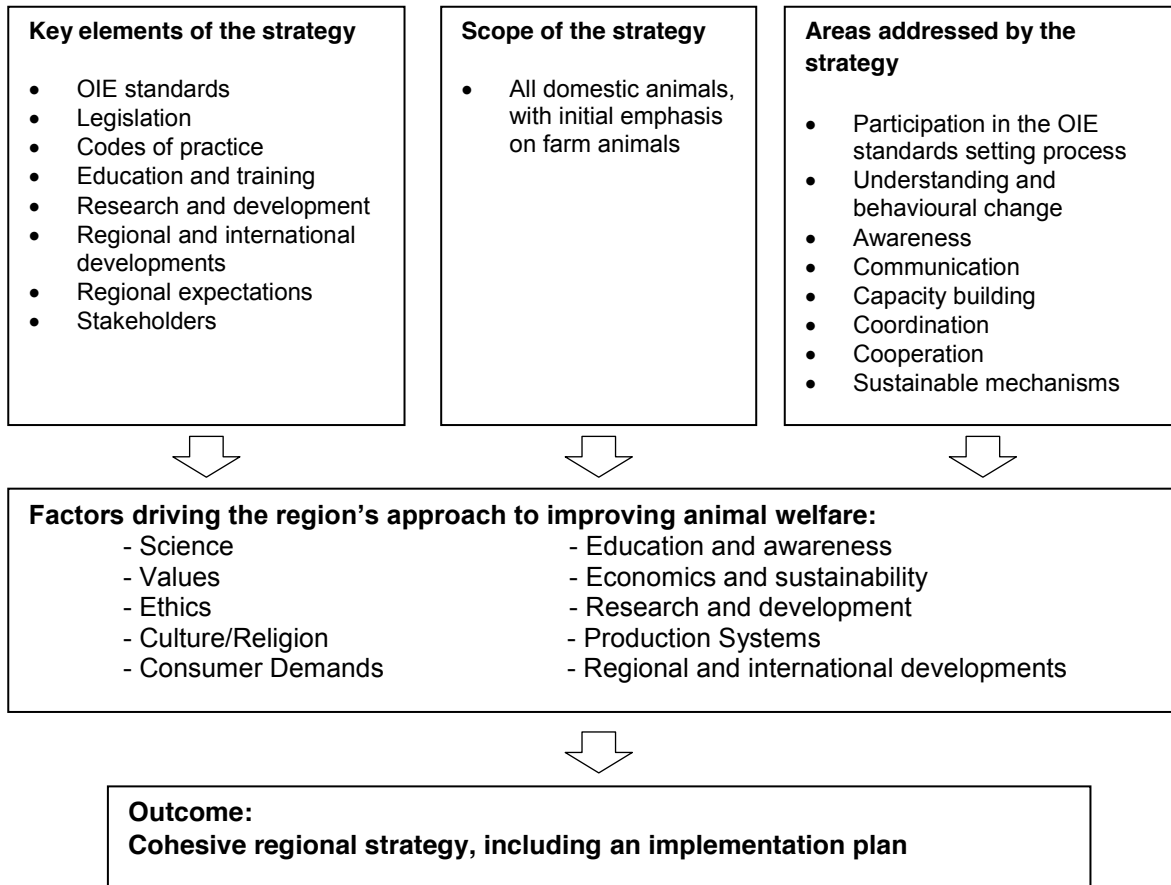 Key elements of the strategy
• OIE standards
• Legislation
• Codes of practice
• Education and training
• Research and development
• Regional and international
developments
• Regional expectations
• Stakeholders
Scope of the strategy
• All domestic animals,
with initial emphasis
on farm animals
Areas addressed by the
strategy
• Participation in the OIE
standards setting process
• Understanding and
behavioural change
• Awareness
• Communication
• Capacity building
• Coordination
• Cooperation
• Sustainable mechanisms
Factors driving the region’s approach to improving animal welfare:
- Science
- Values
- Ethics
- Culture/Religion
- Consumer Demands
- Education and awareness
- Economics and sustainability
- Research and development
- Production Systems
- Regional and international developments
Outcome:
Cohesive regional strategy, including an implementation plan